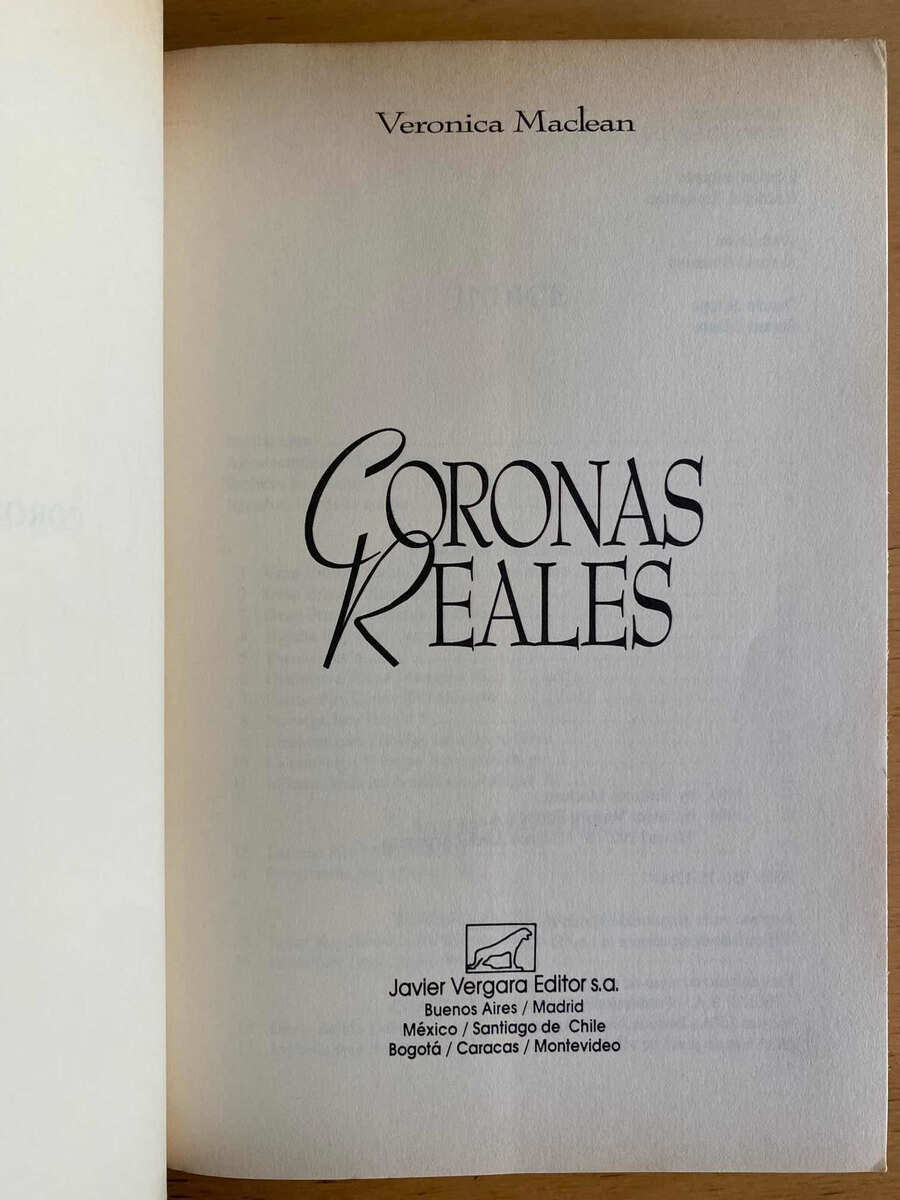 Veronica Maclean
CORONAS
REALES
Javier Vergara Editor s.a.
Buenos Aires / Madrid
México / Santiago de Chile
Bogotá / Caracas / Montevideo